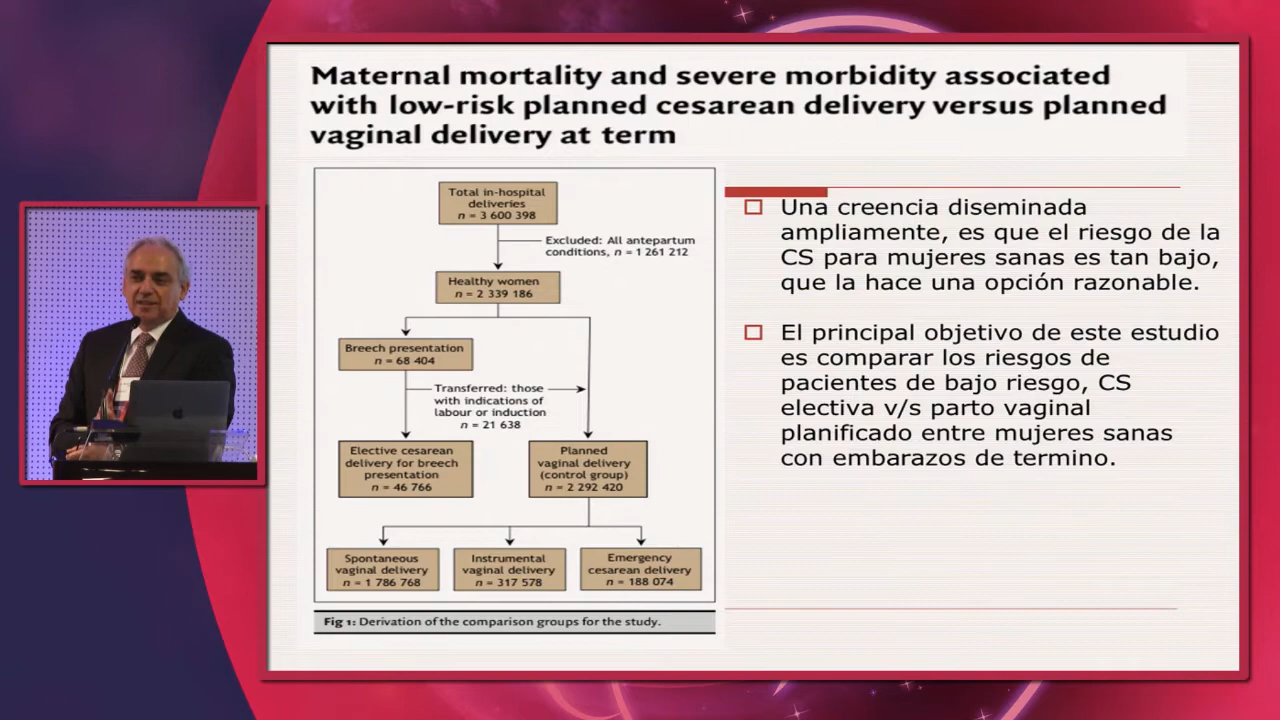 Maternal mortality and severe morbidity associated
with low-risk planned cesarean delivery versus planned
vaginal delivery at term
Total in-hospital
deliveries
n = 3 600 398
Excluded: All antepartum
conditions, n = 1 261 212
Healthy women
n = 2 339 186
Breech presentation
n = 68 404
Transferred: those
with indications of
labour or induction
n = 21 638
Elective cesarean
delivery for breech
presentation
n = 46 766
Planned
vaginal delivery
(control group)
n = 2 292 420
Spontaneous
vaginal delivery
n = 1 786 768
Instrumental
vaginal delivery
n = 317 578
Emergency
cesarean delivery
n = 188 074
Fig 1: Derivation of the comparison groups for the study.
Una creencia diseminada
ampliamente, es que el riesgo de la
CS para mujeres sanas es tan bajo,
que la hace una opción razonable.
El principal objetivo de este estudio
es comparar los riesgos de
pacientes de bajo riesgo, CS
electiva v/s parto vaginal
planificado entre mujeres sanas
con embarazos de termino.